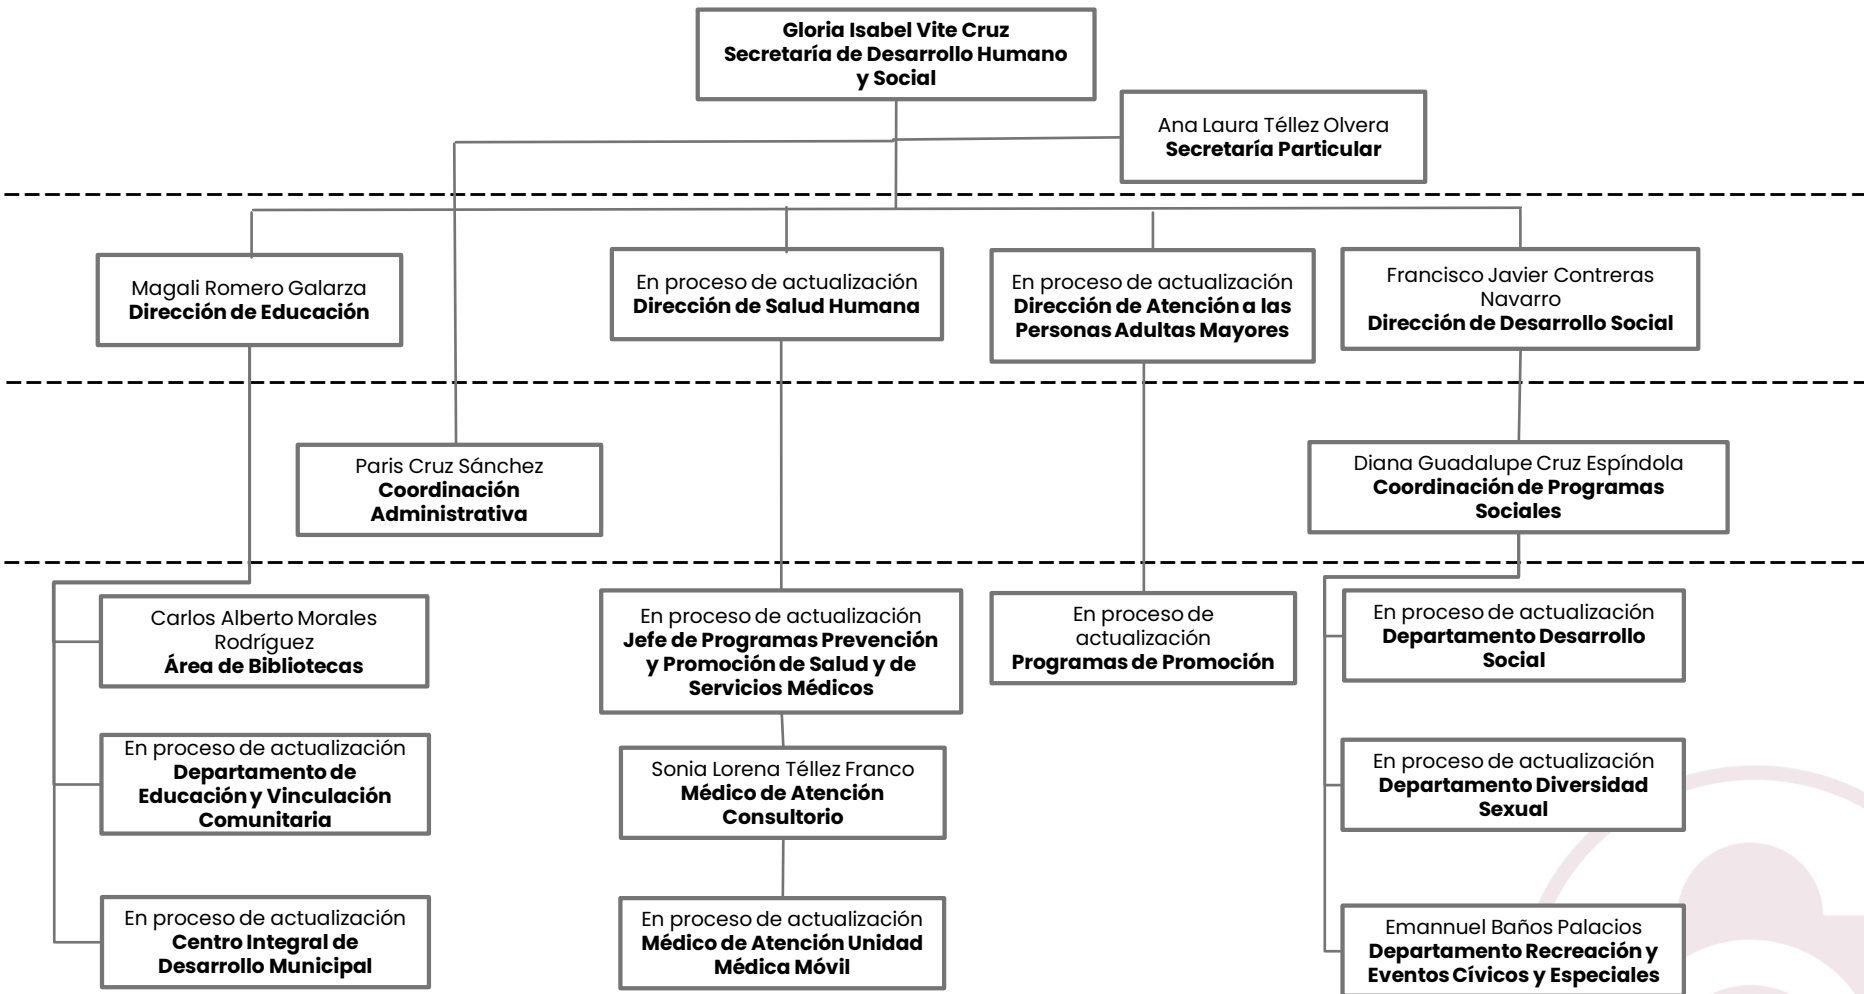 Gloria Isabel Vite Cruz
Secretaría de Desarrollo Humano
y Social
Ana Laura Téllez Olvera
Secretaría Particular
Magali Romero Galarza
Dirección de Educación
En proceso de actualización
Dirección de Salud Humana
En proceso de actualización
Dirección de Atención a las
Personas Adultas Mayores
Francisco Javier Contreras
Navarro
Dirección de Desarrollo Social
Paris Cruz Sánchez
Coordinación
Administrativa
Diana Guadalupe Cruz Espíndola
Coordinación de Programas
Sociales
Carlos Alberto Morales
Rodríguez
Área de Bibliotecas
En proceso de actualización
Jefe de Programas Prevención
y Promoción de Salud y de
Servicios Médicos
En proceso de
actualización
Programas de Promoción
En proceso de actualización
Departamento Desarrollo
Social
En proceso de actualización
Departamento de
Educación y Vinculación
Comunitaria
Sonia Lorena Téllez Franco
Médico de Atención
Consultorio
En proceso de actualización
Departamento Diversidad
Sexual
En proceso de actualización
Centro Integral de
Desarrollo Municipal
En proceso de actualización
Médico de Atención Unidad
Médica Móvil
Emannuel Baños Palacios
Departamento Recreación y
Eventos Cívicos y Especiales